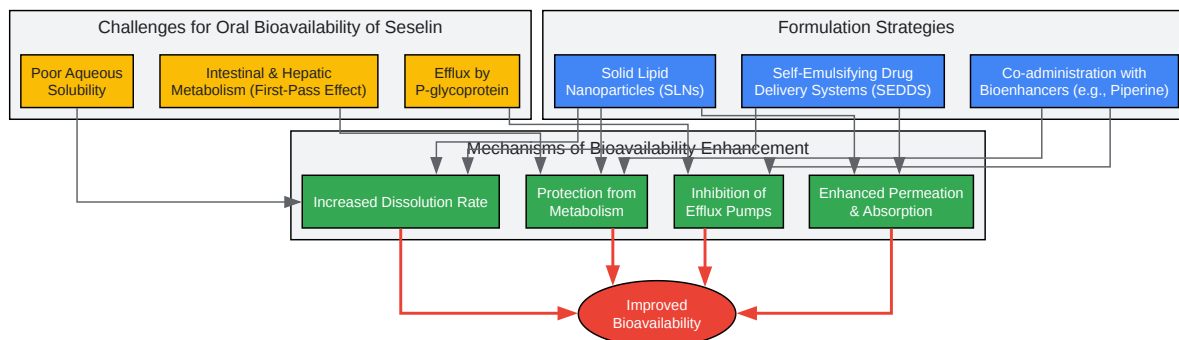 Challenges for Oral Bioavailability of Seselin
Poor Aqueous
Solubility
Intestinal & Hepatic
Metabolism (First-Pass Effect)
Efflux by
P-glycoprotein
Formulation Strategies
Solid Lipid
Nanoparticles (SLNs)
Self-Emulsifying Drug
Delivery Systems (SEDDS)
Co-administration with
Bioenhancers (e.g., Piperine)
Mechanisms of Bioavailability Enhancement
Increased Dissolution Rate
Protection from
Metabolism
Inhibition of
Efflux Pumps
Enhanced Permeation
& Absorption
Improved
Bioavailability